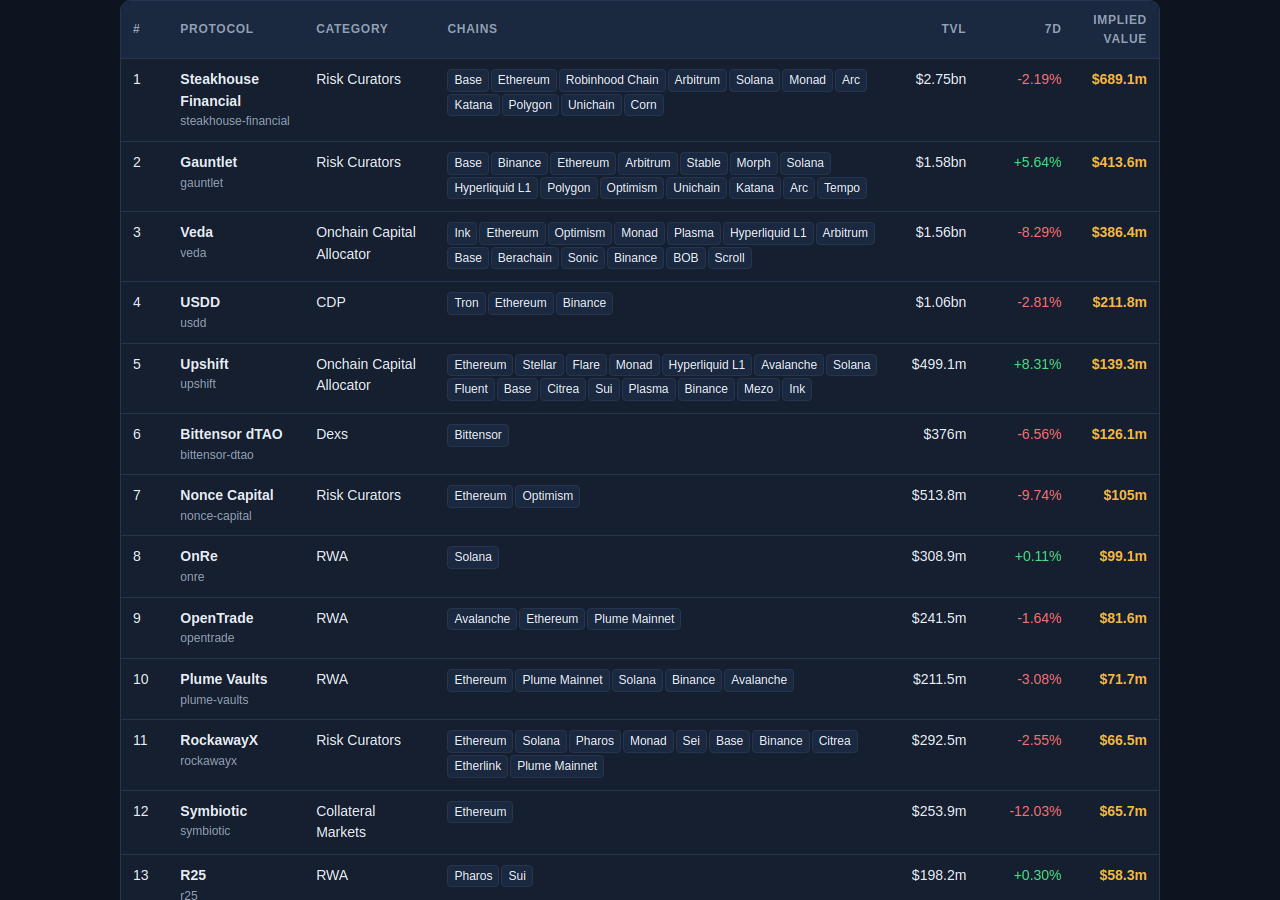 # PROTOCOL CATEGORY CHAINS TVL 7D IMPLIED VALUE
1 Steakhouse Financial Risk Curators Base Ethereum Robinhood Chain Arbitrum Solana Monad Arc $2.75bn -2.19% $689.1m
steakhouse-financial Katana Polygon Unichain Corn
2 Gauntlet Risk Curators Base Binance Ethereum Arbitrum Stable Morph Solana $1.58bn +5.64% $413.6m
gauntlet Hyperliquid L1 Polygon Optimism Unichain Katana Arc Tempo
3 Veda Onchain Capital Allocator Ink Ethereum Optimism Monad Plasma Hyperliquid L1 Arbitrum $1.56bn -8.29% $386.4m
veda Base Berachain Sonic Binance BOB Scroll
4 USDD CDP Tron Ethereum Binance $1.06bn -2.81% $211.8m
usdd
5 Upshift Onchain Capital Allocator Ethereum Stellar Flare Monad Hyperliquid L1 Avalanche Solana $499.1m +8.31% $139.3m
upshift Fluent Base Citrea Sui Plasma Binance Mezo Ink
6 Bittensor dTAO Dexs Bittensor $376m -6.56% $126.1m
bittensor-dtao
7 Nonce Capital Risk Curators Ethereum Optimism $513.8m -9.74% $105m
nonce-capital
8 OnRe RWA Solana $308.9m +0.11% $99.1m
onre
9 OpenTrade RWA Avalanche Ethereum Plume Mainnet $241.5m -1.64% $81.6m
opentrade
10 Plume Vaults RWA Ethereum Plume Mainnet Solana Binance Avalanche $211.5m -3.08% $71.7m
plume-vaults
11 RockawayX Risk Curators Ethereum Solana Pharos Monad Sei Base Binance Citrea $292.5m -2.55% $66.5m
rockawayx Etherlink Plume Mainnet
12 Symbiotic Collateral Markets Ethereum $253.9m -12.03% $65.7m
symbiotic
13 R25 RWA Pharos Sui $198.2m +0.30% $58.3m
r25